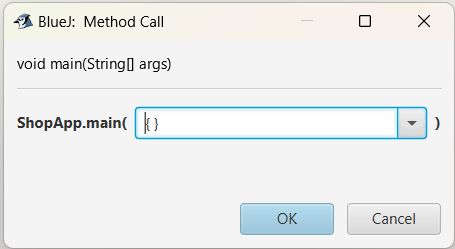 BlueJ: Method Call
void main(String[] args)
ShopApp.main( { } )
OK Cancel